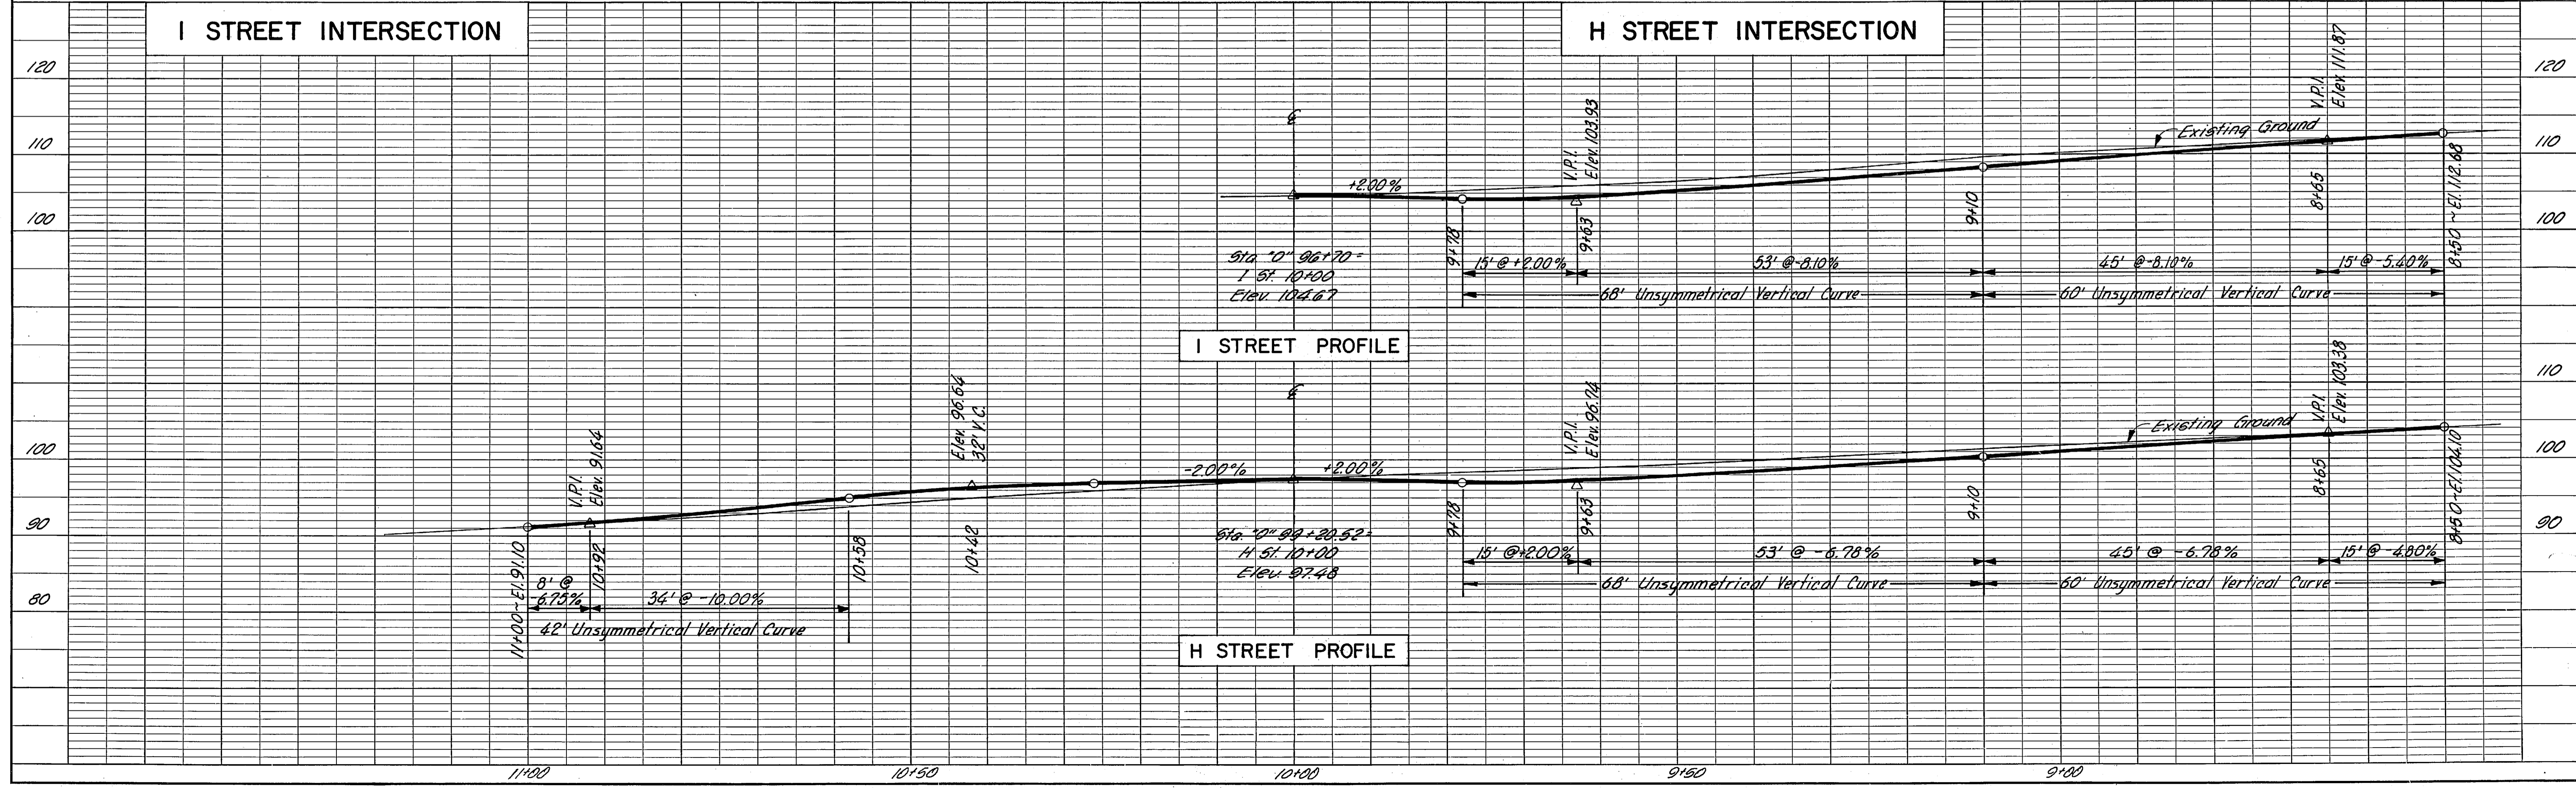 I STREET INTERSECTION
H STREET INTERSECTION
120
110
100
℄
+2.00%
V.P.I.
Elev. 103.93
Existing Ground
V.P.I.
Elev. 111.87
120
110
100
Sta. "O" 96+70 =
I St. 10+00
Elev. 104.67
9+78
9+63
9+10
8+65
8+50 ~ El. 112.68
15' @ +2.00%
53' @ -8.10%
45' @ -8.10%
15' @ -5.40%
68' Unsymmetrical Vertical Curve
60' Unsymmetrical Vertical Curve
I STREET PROFILE
110
100
90
80
V.P.I.
Elev. 91.64
Elev. 96.64
32' V.C.
℄
-2.00%
+2.00%
V.P.I.
Elev. 96.74
Existing Ground
V.P.I.
Elev. 103.38
100
90
11+00 ~ El. 91.10
10+92
10+58
10+42
Sta. "O" 99+20.52 =
H St. 10+00
Elev. 97.48
9+78
9+63
9+10
8+65
8+50 ~ El. 104.10
8' @
-6.75%
34' @ -10.00%
42' Unsymmetrical Vertical Curve
15' @ +2.00%
53' @ -6.78%
45' @ -6.78%
15' @ -4.80%
68' Unsymmetrical Vertical Curve
60' Unsymmetrical Vertical Curve
H STREET PROFILE
11+00
10+50
10+00
9+50
9+00